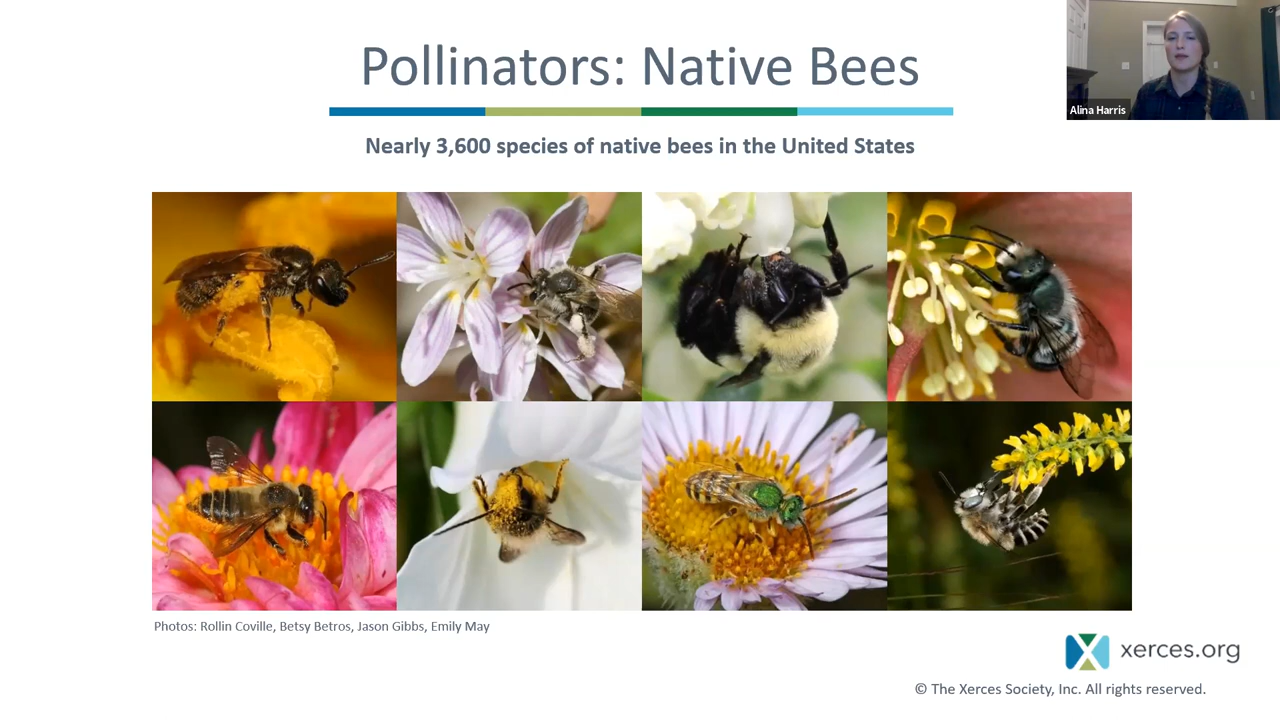 Pollinators: Native Bees
Alina Harris
Nearly 3,600 species of native bees in the United States
Photos: Rollin Coville, Betsy Betros, Jason Gibbs, Emily May
xerces.org
© The Xerces Society, Inc. All rights reserved.